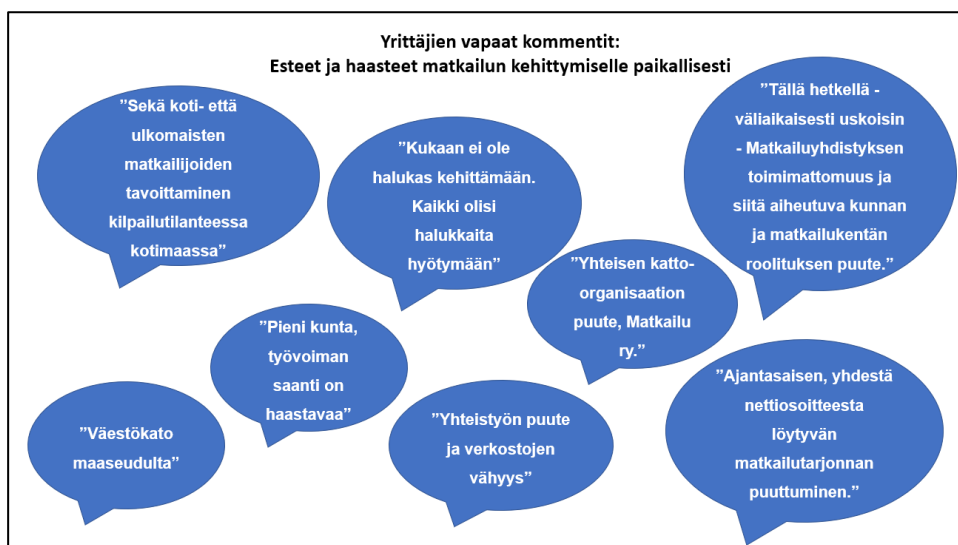 Yrittäjien vapaat kommentit:
Esteet ja haasteet matkailun kehittymiselle paikallisesti
”Sekä koti- että
ulkomaisten
matkailijoiden
tavoittaminen
kilpailutilanteessa
kotimaassa”
”Kukaan ei ole
halukas kehittämään.
Kaikki olisi
halukkaita
hyötymään”
”Tällä hetkellä -
väliaikaisesti uskoisin
- Matkailuyhdistyksen
toimimattomuus ja
siitä aiheutuva kunnan
ja matkailukentän
roolituksen puute.”
”Yhteisen katto-
organisaation
puute, Matkailu
ry.”
”Pieni kunta,
työvoiman
saanti on
haastavaa”
”Väestökato
maaseudulta”
”Yhteistyön puute
ja verkostojen
vähyys”
”Ajantasaisen, yhdestä
nettiosoitteesta
löytyvän
matkailutarjonnan
puuttuminen.”